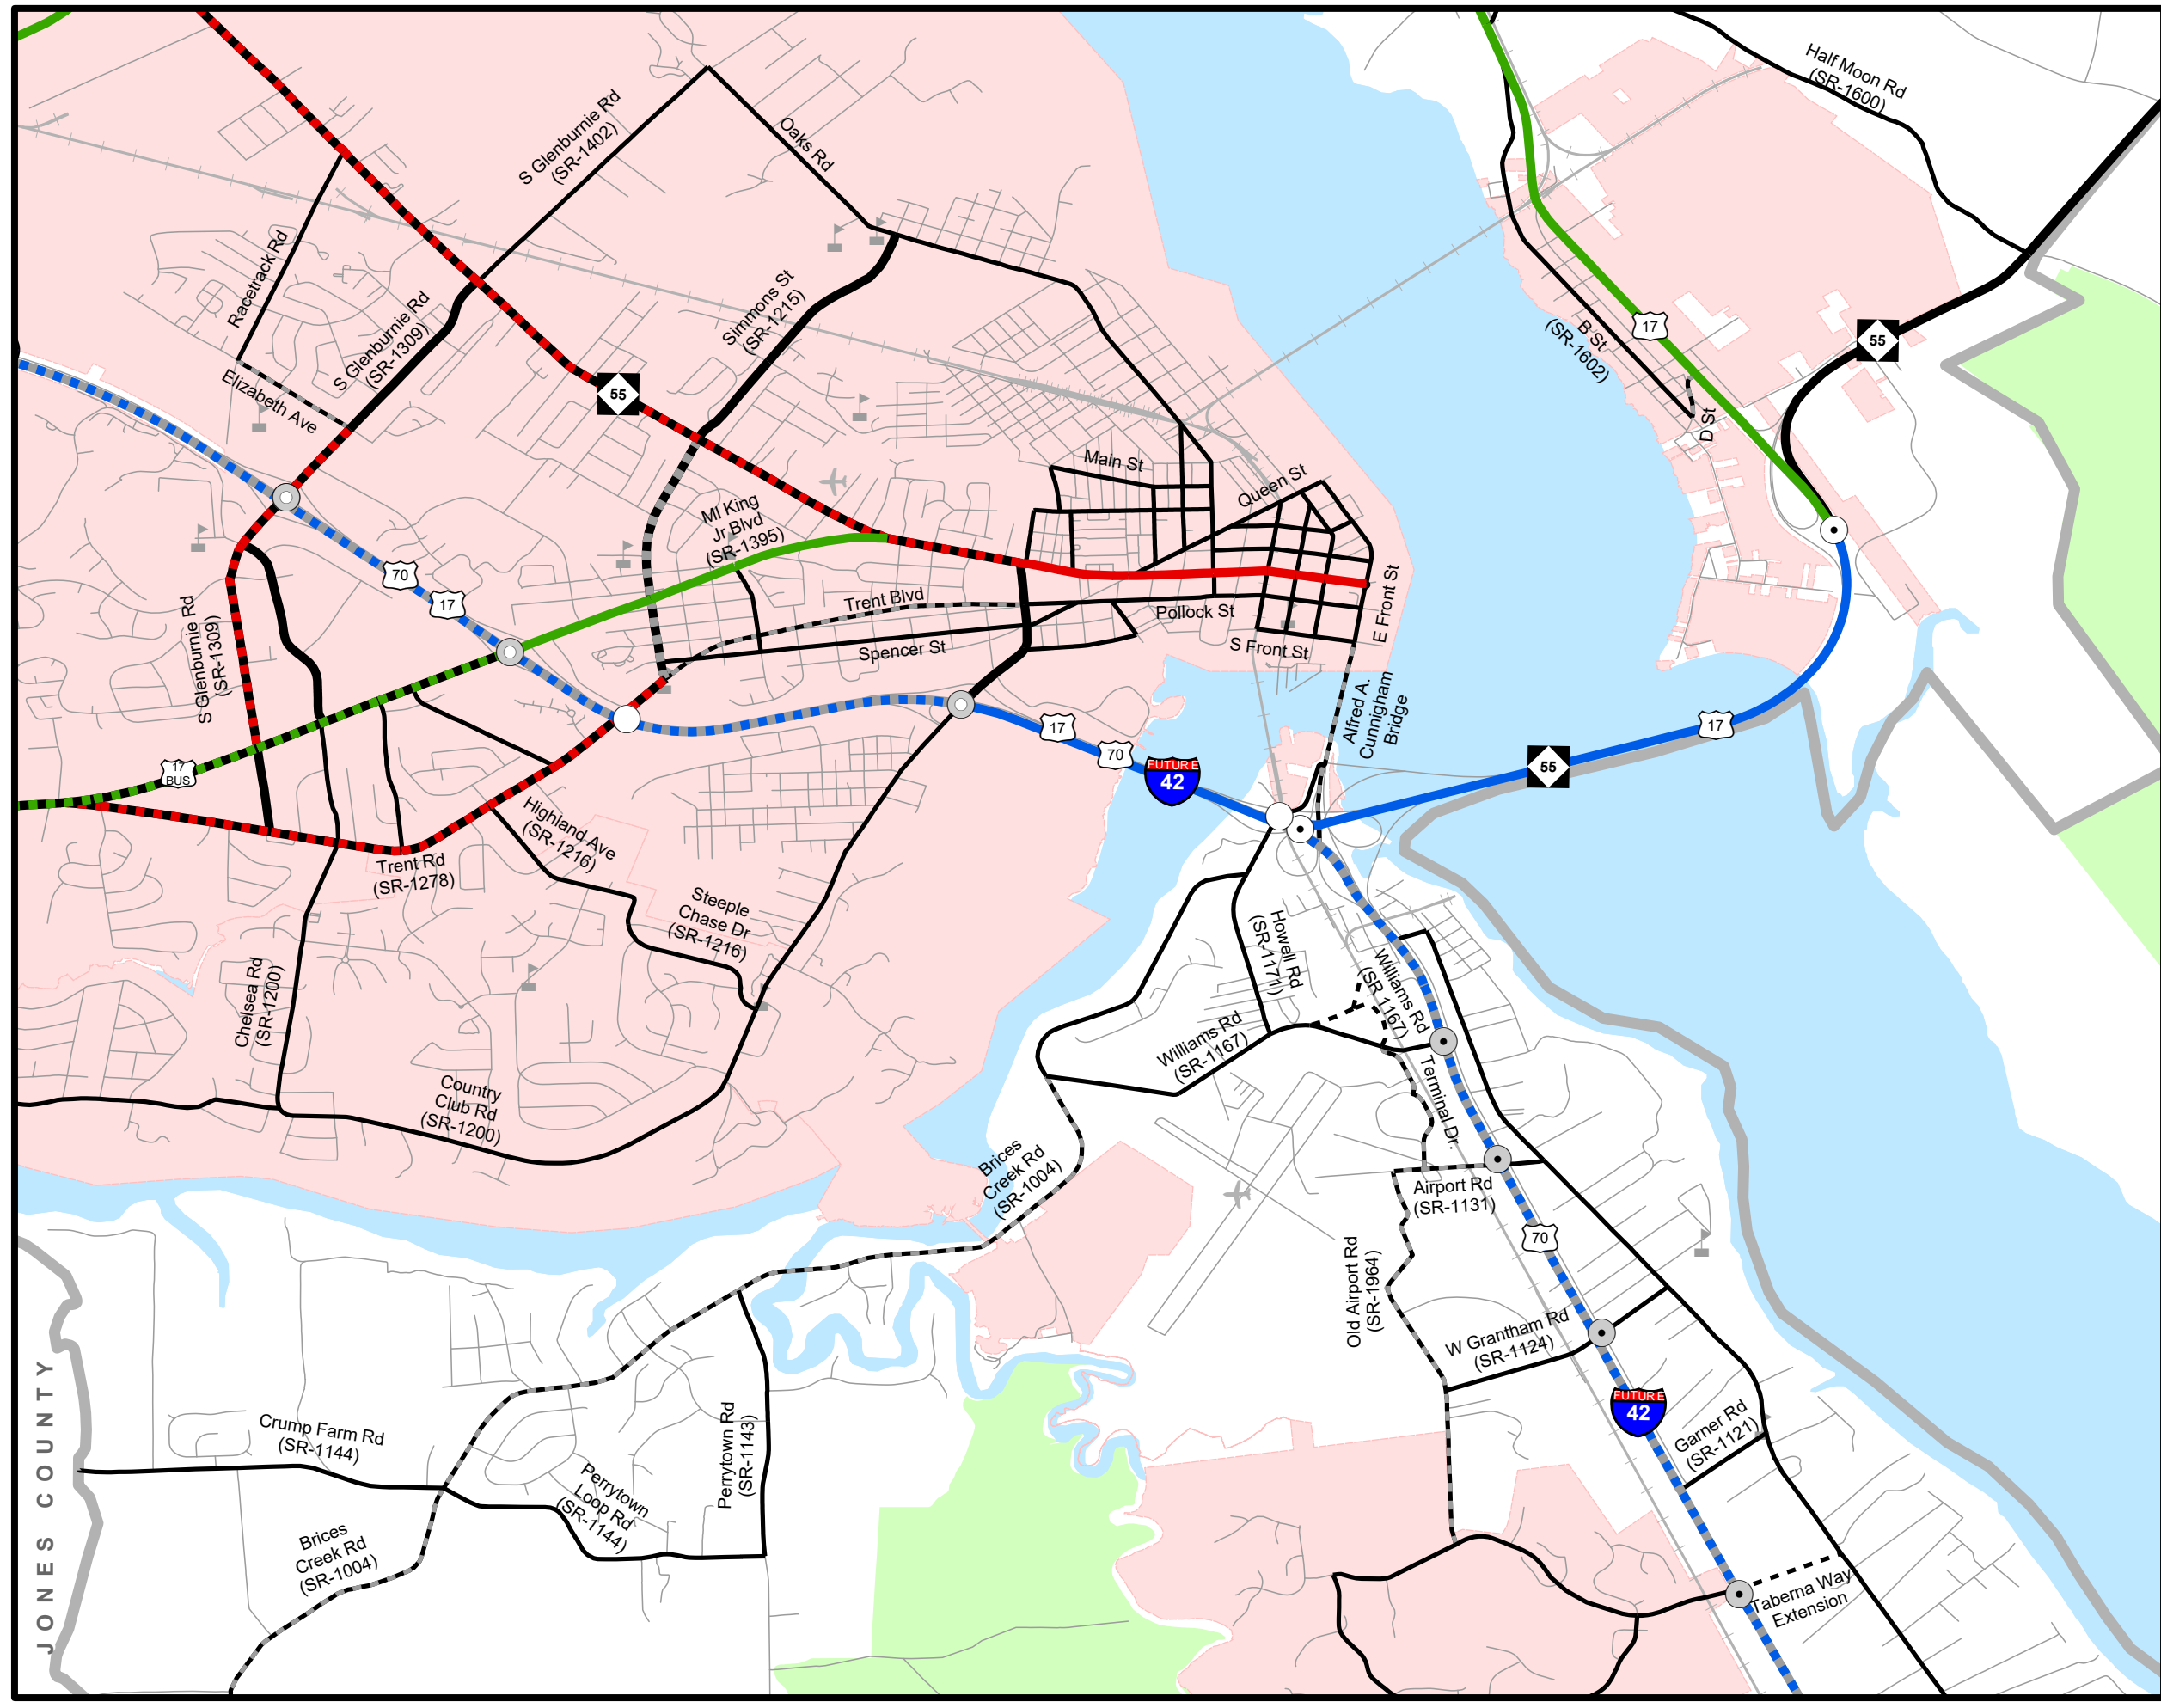 Half Moon Rd
(SR-1600)
S Glenburnie Rd
(SR-1402)
Oaks Rd
Racetrack Rd
S Glenburnie Rd
(SR-1309)
Simmons St
(SR-1215)
Elizabeth Ave
55
17
55
B St
(SR-1602)
D St
Main St
Queen St
Ml King
Jr Blvd
(SR-1395)
70
17
Trent Blvd
Pollock St
Spencer St
S Front St
E Front St
S Glenburnie Rd
(SR-1309)
Alfred A.
Cunnigham
Bridge
17
BUS
17
70
FUTURE
42
55
17
Trent Rd
(SR-1278)
Highland Ave
(SR-1216)
Steeple
Chase Dr
(SR-1216)
Howell Rd
(SR-1171)
Williams Rd
(SR 1167)
Chelsea Rd
(SR-1200)
Williams Rd
(SR-1167)
Terminal Dr.
Country
Club Rd
(SR-1200)
Brices
Creek Rd
(SR-1004)
Airport Rd
(SR-1131)
70
Old Airport Rd
(SR-1964)
W Grantham Rd
(SR-1124)
FUTURE
42
Garner Rd
(SR-1121)
JONES COUNTY
Crump Farm Rd
(SR-1144)
Perrytown
Loop Rd
(SR-1144)
Perrytown Rd
(SR-1143)
Brices
Creek Rd
(SR-1004)
Taberna Way
Extension